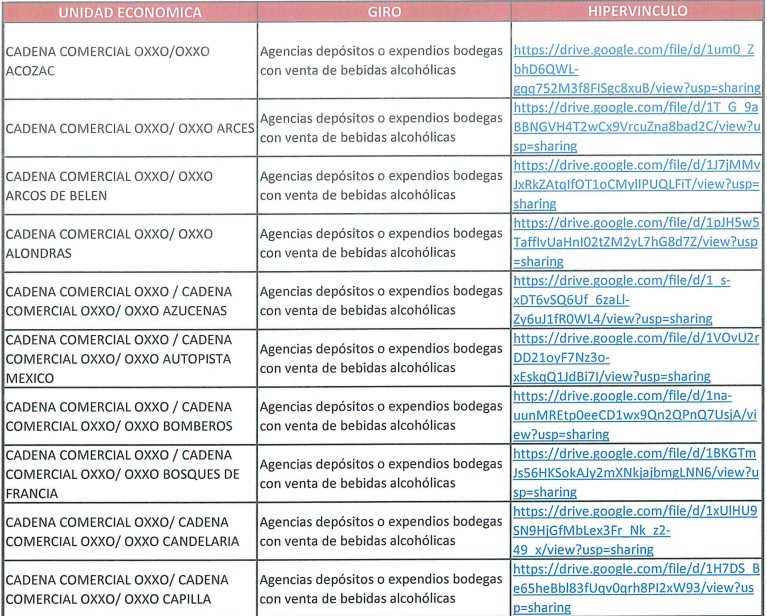 UNIDAD ECONOMICA GIRO HIPERVINCULO
CADENA COMERCIAL OXXO/OXXO
ACOZAC
Agencias depósitos o expendios bodegas
con venta de bebidas alcohólicas
https://drive.google.com/file/d/1um0_Z
bhD6QWL-
gqq752M3f8FlSgc8xuB/view?usp=sharing
CADENA COMERCIAL OXXO/ OXXO ARCES
Agencias depósitos o expendios bodegas
con venta de bebidas alcohólicas
https://drive.google.com/file/d/1T_G_9a
BBNGVH4T2wCx9VrcuZna8bad2C/view?u
sp=sharing
CADENA COMERCIAL OXXO/ OXXO
ARCOS DE BELEN
Agencias depósitos o expendios bodegas
con venta de bebidas alcohólicas
https://drive.google.com/file/d/1J7jMMv
JxRkZAtqIfOT1oCMylIPUQLFiT/view?usp=
sharing
CADENA COMERCIAL OXXO/ OXXO
ALONDRAS
Agencias depósitos o expendios bodegas
con venta de bebidas alcohólicas
https://drive.google.com/file/d/1pJH5w5
TaffIvUaHnI02tZM2yL7hG8d7Z/view?usp
=sharing
CADENA COMERCIAL OXXO / CADENA
COMERCIAL OXXO/ OXXO AZUCENAS
Agencias depósitos o expendios bodegas
con venta de bebidas alcohólicas
https://drive.google.com/file/d/1_s-
xDT6vSQ6Uf_6zaLl-
Zy6uJ1fR0WL4/view?usp=sharing
CADENA COMERCIAL OXXO / CADENA
COMERCIAL OXXO/ OXXO AUTOPISTA
MEXICO
Agencias depósitos o expendios bodegas
con venta de bebidas alcohólicas
https://drive.google.com/file/d/1VOvU2r
DD21oyF7Nz3o-
xEskqQ1JdBi7I/view?usp=sharing
CADENA COMERCIAL OXXO / CADENA
COMERCIAL OXXO/ OXXO BOMBEROS
Agencias depósitos o expendios bodegas
con venta de bebidas alcohólicas
https://drive.google.com/file/d/1na-
uunMREtp0eeCD1wx9Qn2QPnQ7UsjA/vi
ew?usp=sharing
CADENA COMERCIAL OXXO / CADENA
COMERCIAL OXXO/ OXXO BOSQUES DE
FRANCIA
Agencias depósitos o expendios bodegas
con venta de bebidas alcohólicas
https://drive.google.com/file/d/1BKGTm
Js56HKSokAJy2mXNkjajbmgLNN6/view?u
sp=sharing
CADENA COMERCIAL OXXO/ CADENA
COMERCIAL OXXO/ OXXO CANDELARIA
Agencias depósitos o expendios bodegas
con venta de bebidas alcohólicas
https://drive.google.com/file/d/1xUlHU9
SN9HjGfMbLex3Fr_Nk_z2-
49_x/view?usp=sharing
CADENA COMERCIAL OXXO/ CADENA
COMERCIAL OXXO/ OXXO CAPILLA
Agencias depósitos o expendios bodegas
con venta de bebidas alcohólicas
https://drive.google.com/file/d/1H7DS_B
e65heBbl83fUqv0qrh8PI2xW93/view?us
p=sharing